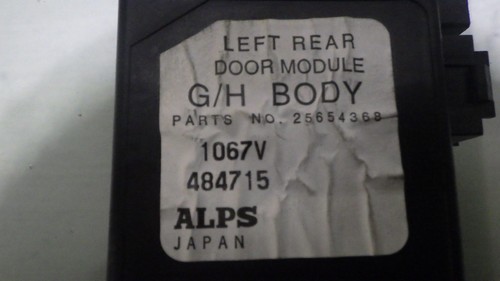 LEFT REAR
DOOR MODULE
G/H BODY
PARTS NO. 25654368
1067V
484715
ALPS
JAPAN